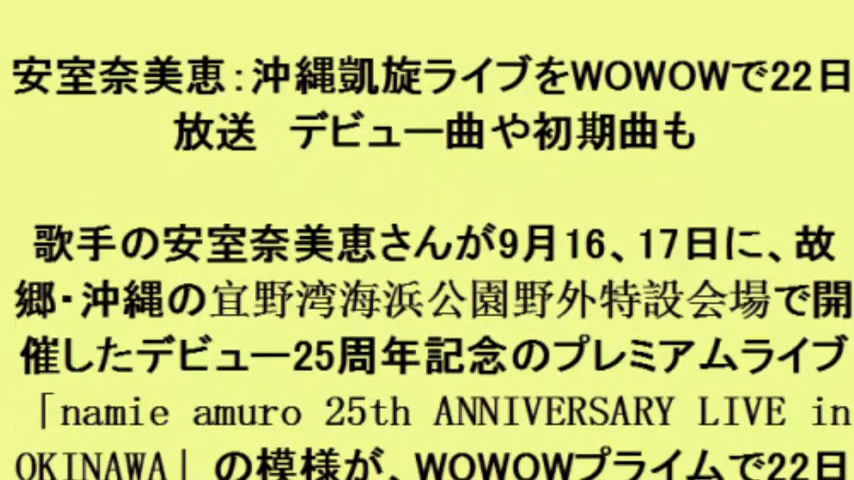 安室奈美恵：沖縄凱旋ライブをWOWOWで22日
放送　デビュー曲や初期曲も
歌手の安室奈美恵さんが9月16、17日に、故
郷・沖縄の宜野湾海浜公園野外特設会場で開
催したデビュー25周年記念のプレミアムライブ
「namie amuro 25th ANNIVERSARY LIVE in
OKINAWA」の模様が、WOWOWプライムで22日